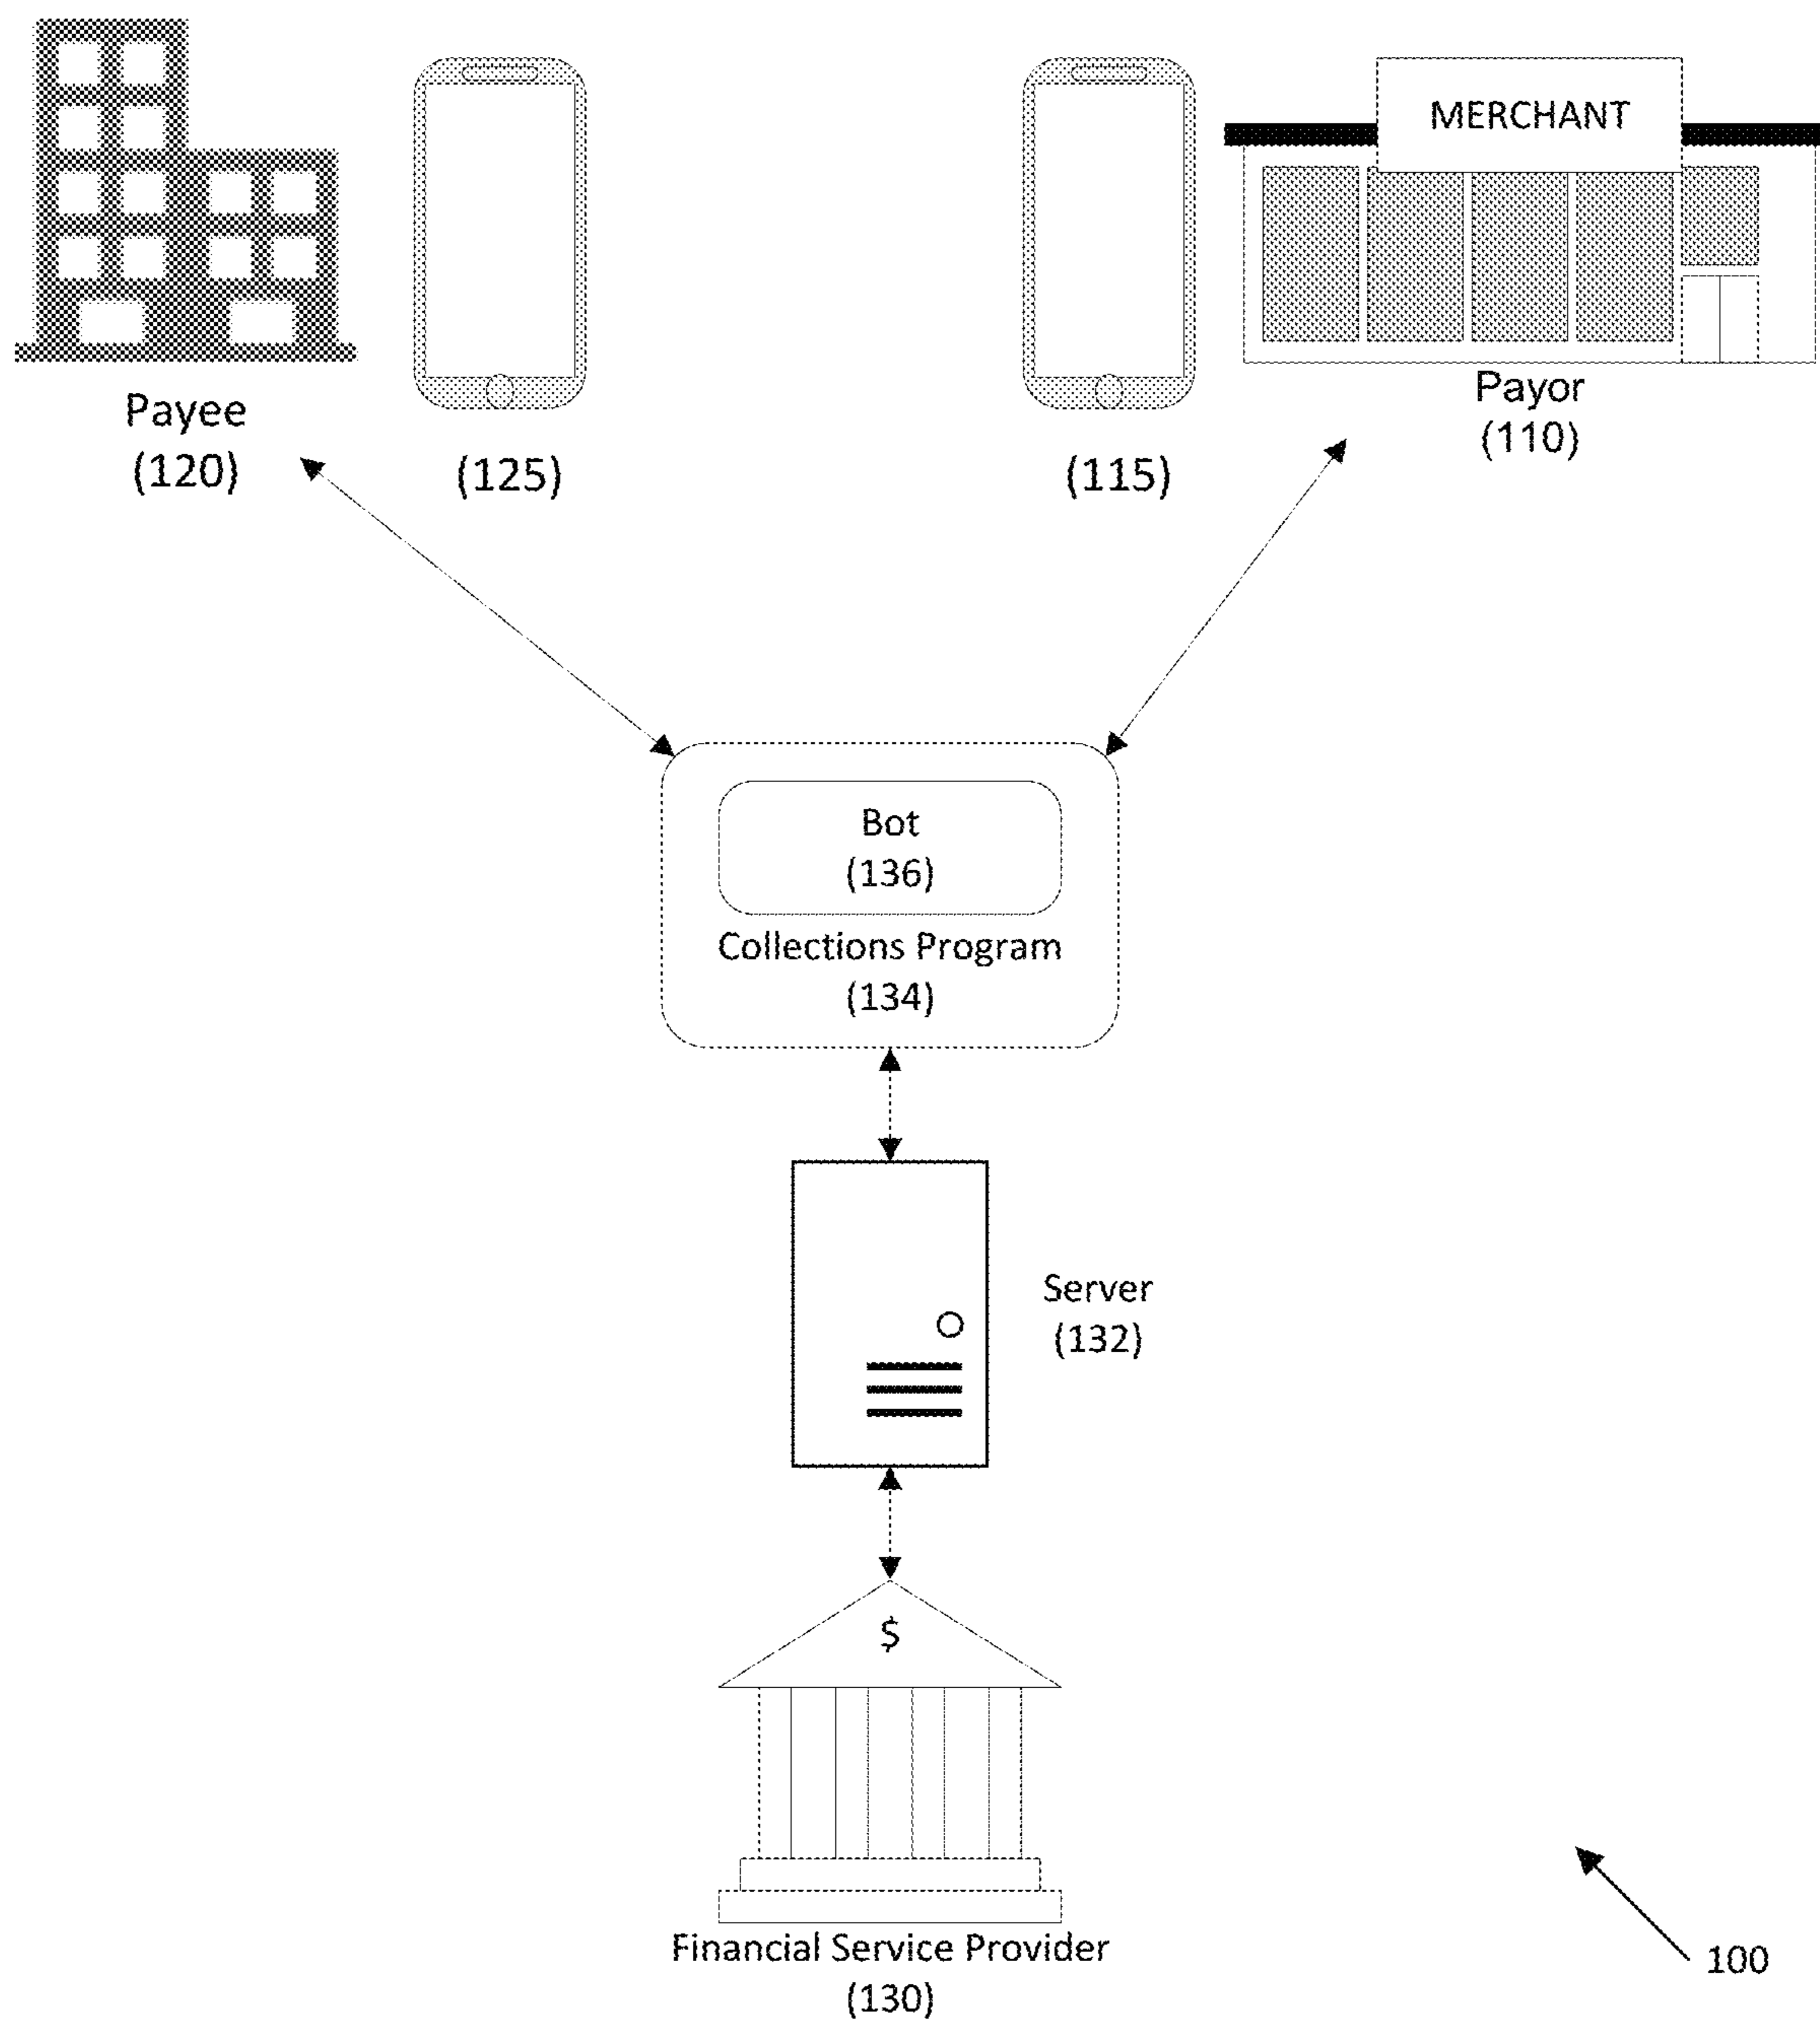 MERCHANT
Payee
(120)
(125)
(115)
Payor
(110)
Bot
(136)
Collections Program
(134)
Server
(132)
$
Financial Service Provider
(130)
100